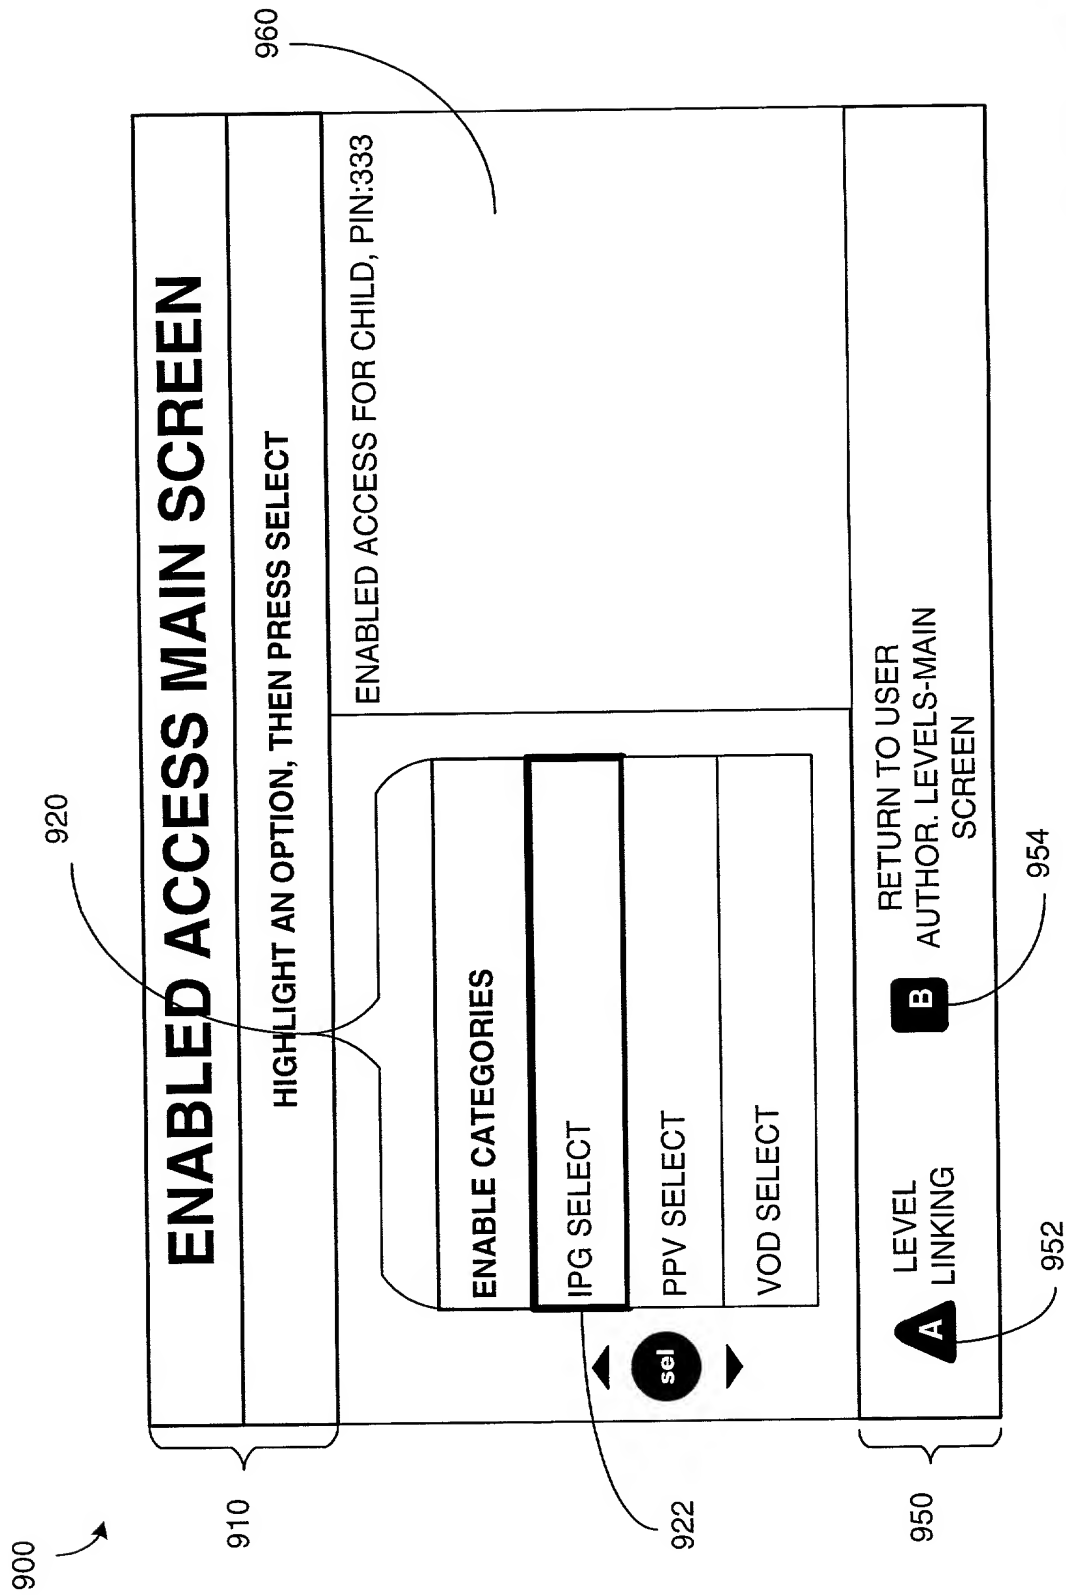 900
960
920
910
ENABLED ACCESS MAIN SCREEN
HIGHLIGHT AN OPTION, THEN PRESS SELECT
ENABLE CATEGORIES
IPG SELECT
PPV SELECT
VOD SELECT
sel
922
ENABLED ACCESS FOR CHILD, PIN:333
950
A
LEVEL
LINKING
B
RETURN TO USER
AUTHOR. LEVELS-MAIN
SCREEN
952
954